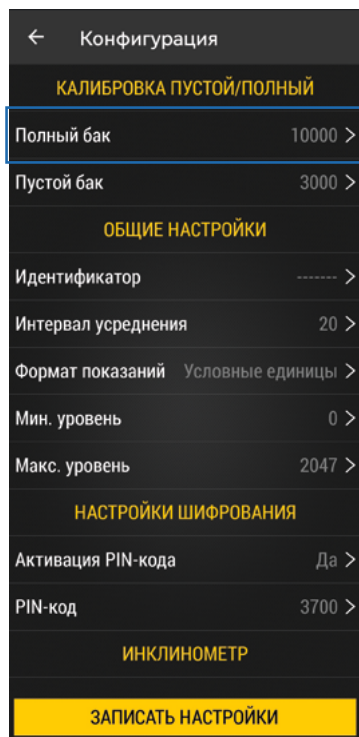 ← Конфигурация
КАЛИБРОВКА ПУСТОЙ/ПОЛНЫЙ
Полный бак 10000 >
Пустой бак 3000 >
ОБЩИЕ НАСТРОЙКИ
Идентификатор ------- >
Интервал усреднения 20 >
Формат показаний Условные единицы >
Мин. уровень 0 >
Макс. уровень 2047 >
НАСТРОЙКИ ШИФРОВАНИЯ
Активация PIN-кода Да >
PIN-код 3700 >
ИНКЛИНОМЕТР
ЗАПИСАТЬ НАСТРОЙКИ